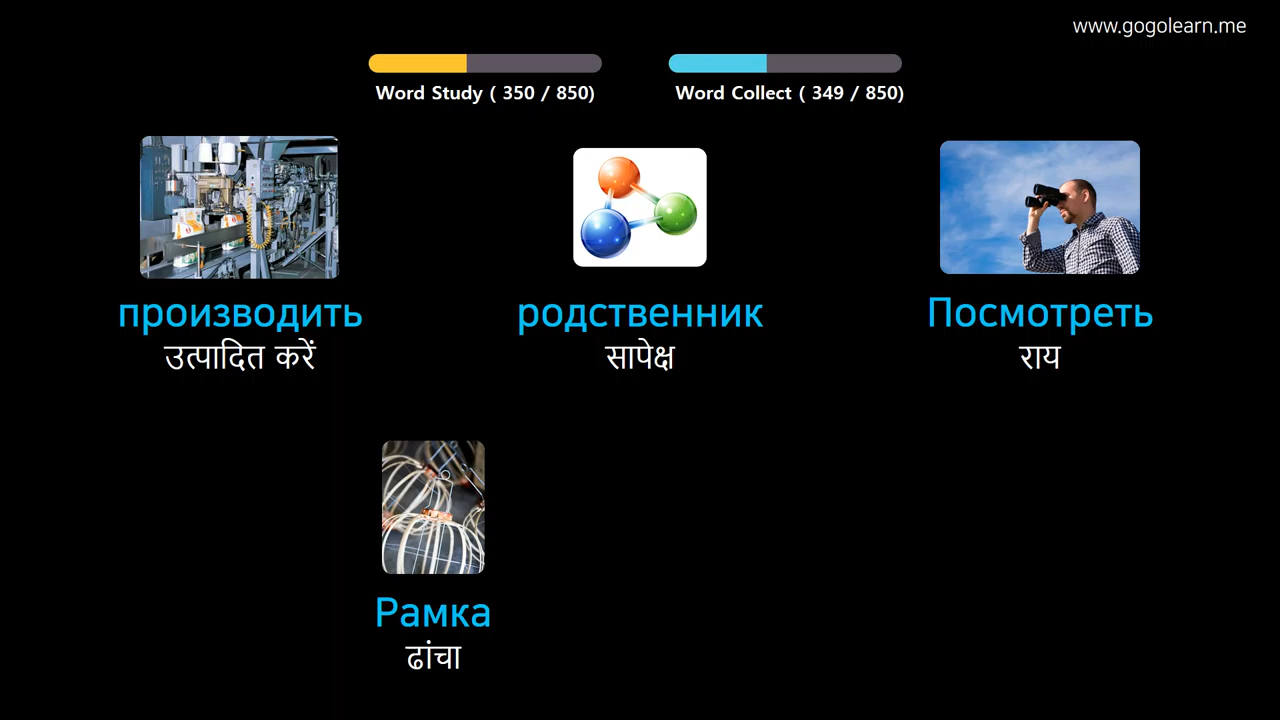 www.gogolearn.me
Word Study ( 350 / 850)
Word Collect ( 349 / 850)
производить
उत्पादित करें
родственник
सापेक्ष
Посмотреть
राय
Рамка
ढांचा